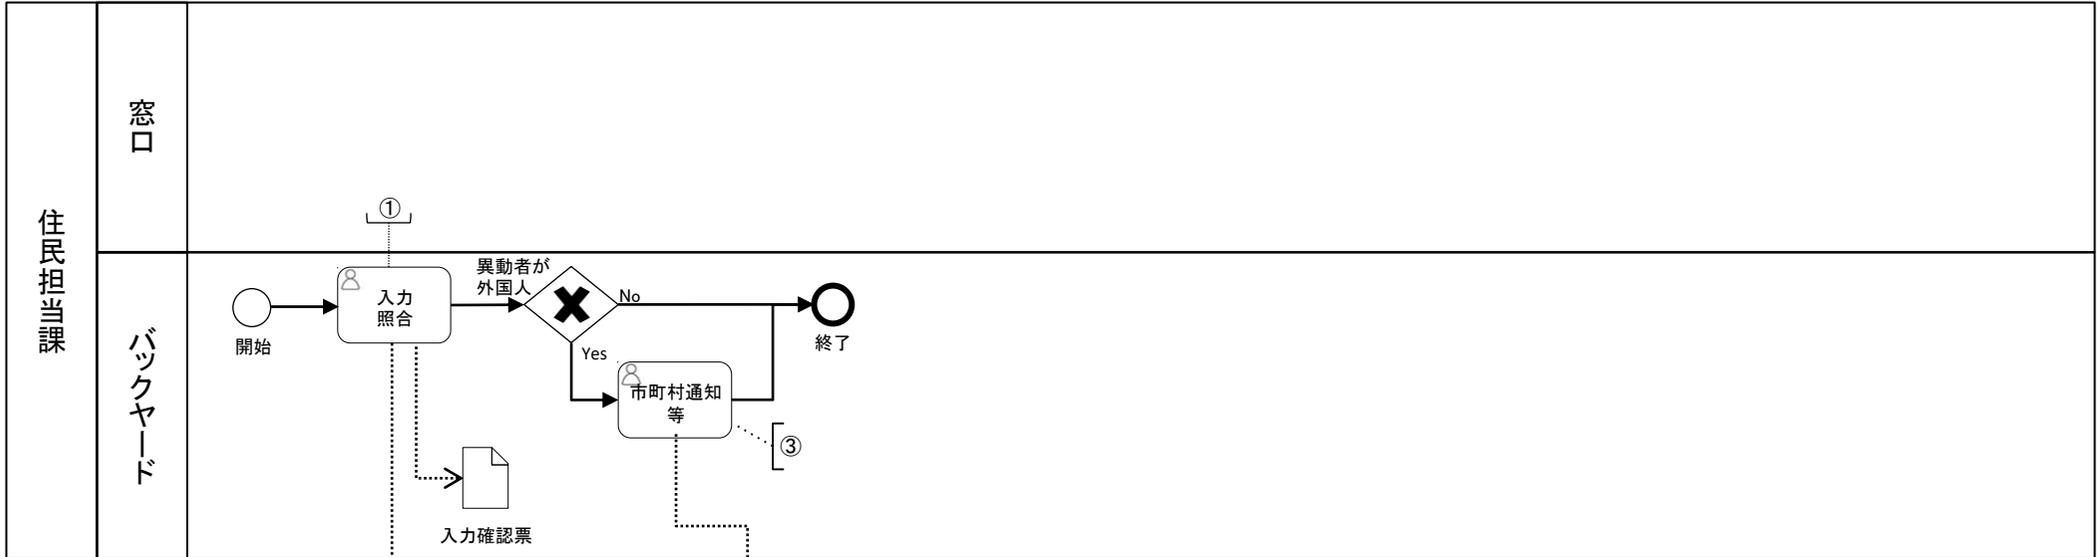 住民担当課
窓口
①
バックヤード
開始
入力
照合
異動者が
外国人
No
Yes
終了
市町村通知
等
③
入力確認票